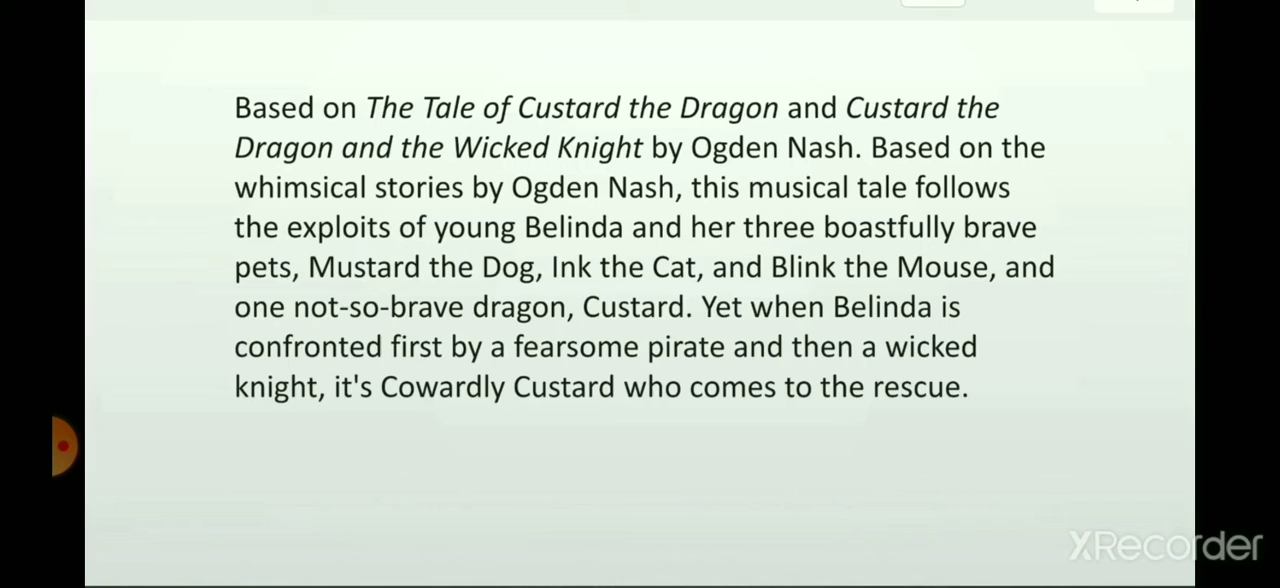 Based on The Tale of Custard the Dragon and Custard the
Dragon and the Wicked Knight by Ogden Nash. Based on the
whimsical stories by Ogden Nash, this musical tale follows
the exploits of young Belinda and her three boastfully brave
pets, Mustard the Dog, Ink the Cat, and Blink the Mouse, and
one not-so-brave dragon, Custard. Yet when Belinda is
confronted first by a fearsome pirate and then a wicked
knight, it's Cowardly Custard who comes to the rescue.
XRecorder